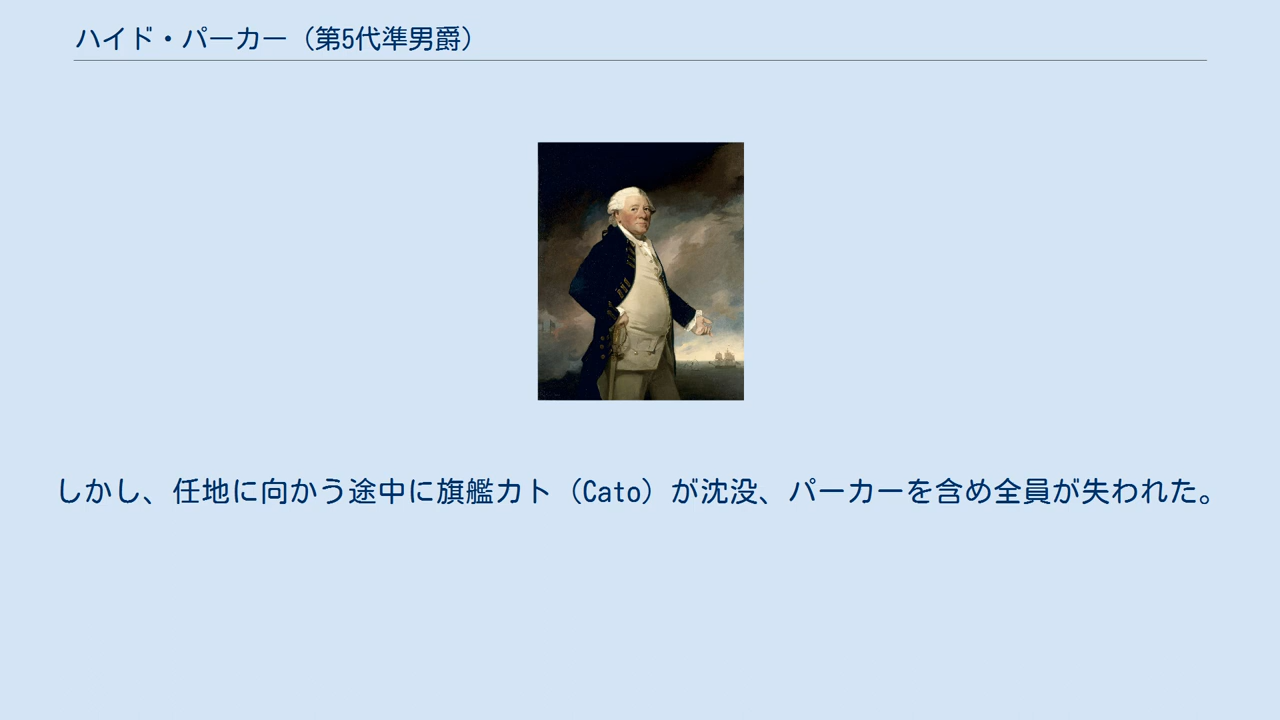 ハイド・パーカー（第5代準男爵）
しかし、任地に向かう途中に旗艦カト（Cato）が沈没、パーカーを含め全員が失われた。